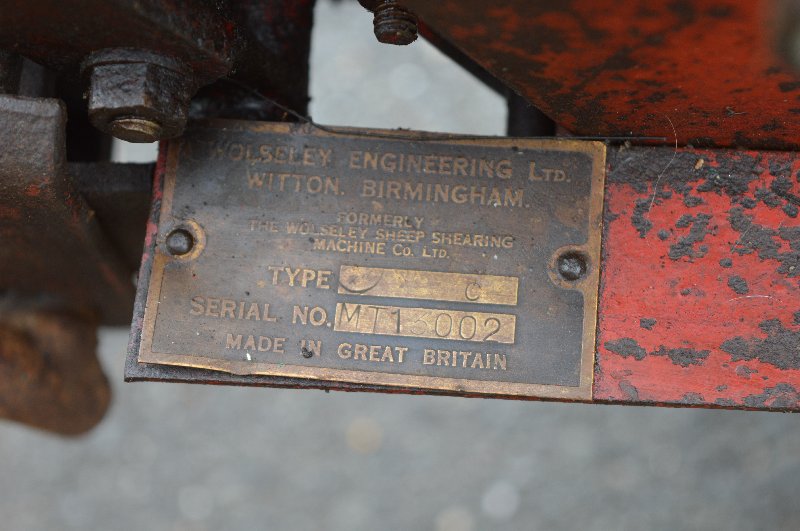 WOLSELEY ENGINEERING LTD.
WITTON. BIRMINGHAM.
FORMERLY
THE WOLSELEY SHEEP SHEARING
MACHINE CO. LTD.
TYPE C
SERIAL NO. MT13002
MADE IN GREAT BRITAIN